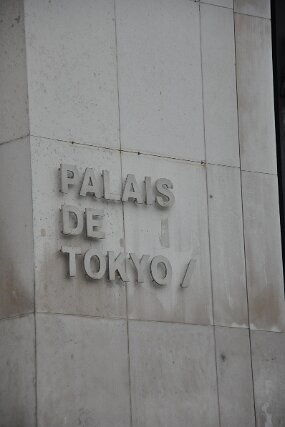 PALAIS
DE
TOKYO /